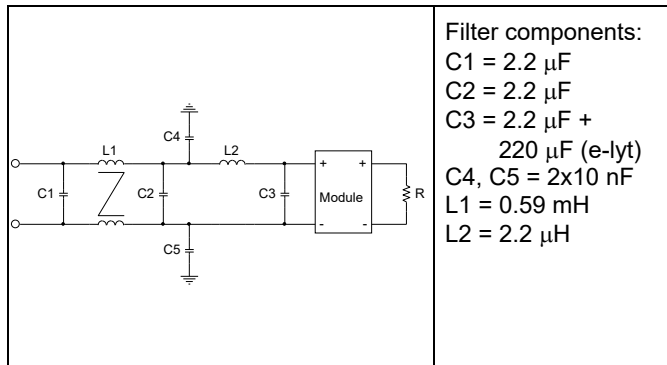 C4
L1
L2
C1
C2
C3
+
+
Module
-
-
R
C5
Filter components:
C1 = 2.2 μF
C2 = 2.2 μF
C3 = 2.2 μF +
220 μF (e-lyt)
C4, C5 = 2x10 nF
L1 = 0.59 mH
L2 = 2.2 μH